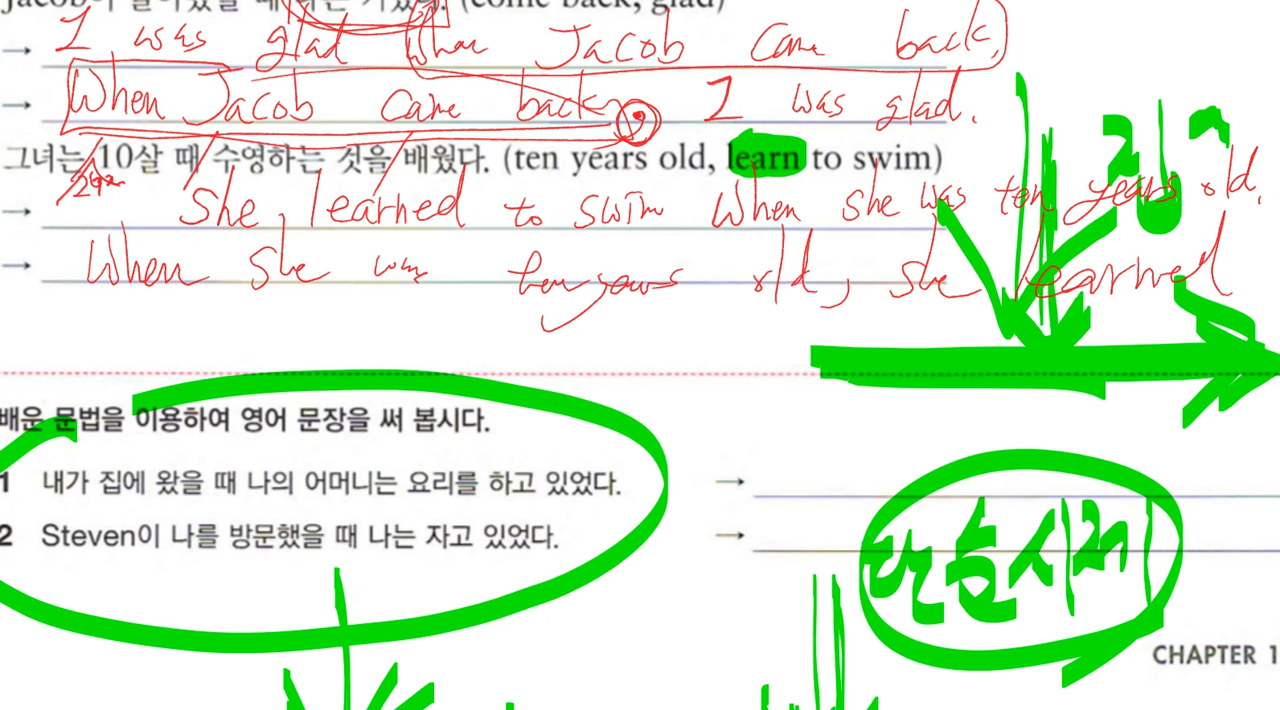 (come back, glad)
→ I was glad when Jacob came back,
→ When Jacob came back, I was glad.
그녀는 10살 때 수영하는 것을 배웠다. (ten years old, learn to swim)
→ She learned to swim when she was ten years old.
→ When she was ten years old, she learned
배운 문법을 이용하여 영어 문장을 써 봅시다.
1 내가 집에 왔을 때 나의 어머니는 요리를 하고 있었다. →
2 Steven이 나를 방문했을 때 나는 자고 있었다. →
단순시제
CHAPTER 1